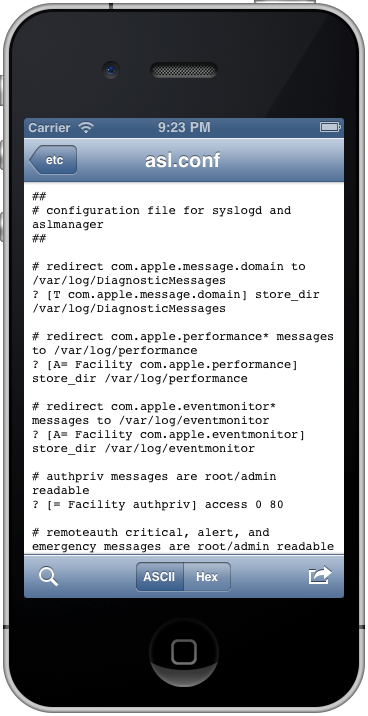 Carrier 9:23 PM
etc asl.conf
##
# configuration file for syslogd and
aslmanager
##
# redirect com.apple.message.domain to
/var/log/DiagnosticMessages
? [T com.apple.message.domain] store_dir
/var/log/DiagnosticMessages
# redirect com.apple.performance* messages
to /var/log/performance
? [A= Facility com.apple.performance]
store_dir /var/log/performance
# redirect com.apple.eventmonitor*
messages to /var/log/eventmonitor
? [A= Facility com.apple.eventmonitor]
store_dir /var/log/eventmonitor
# authpriv messages are root/admin
readable
? [= Facility authpriv] access 0 80
# remoteauth critical, alert, and
emergency messages are root/admin readable
ASCII Hex